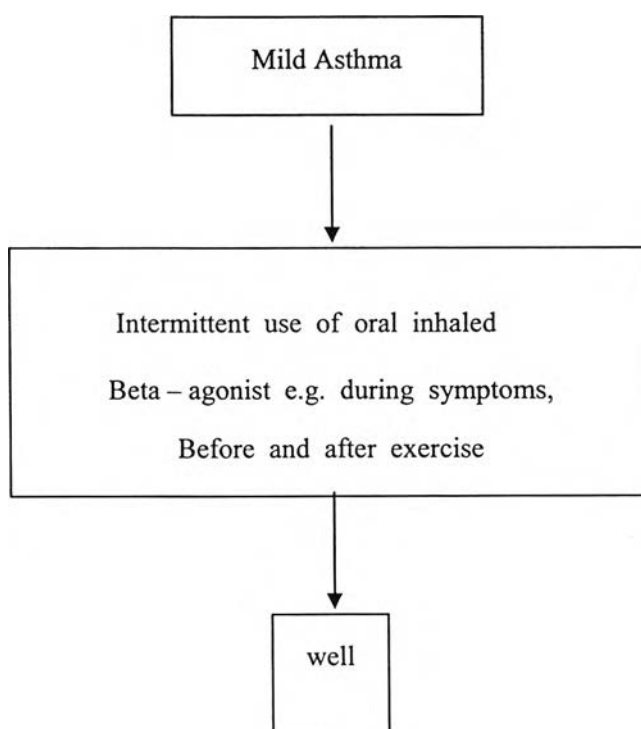 Mild Asthma
Intermittent use of oral inhaled
Beta – agonist e.g. during symptoms,
Before and after exercise
well